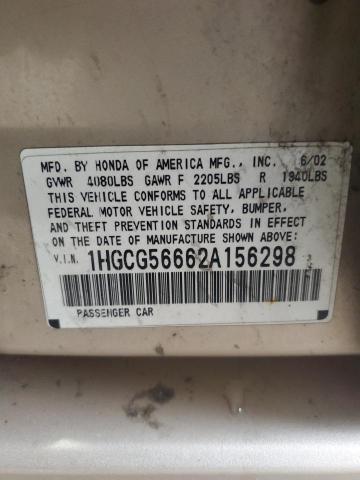 MFD. BY HONDA OF AMERICA MFG., INC. 6/02
GVWR 4080LBS GAWR F 2205LBS R 1940LBS
THIS VEHICLE CONFORMS TO ALL APPLICABLE
FEDERAL MOTOR VEHICLE SAFETY, BUMPER,
AND THEFT PREVENTION STANDARDS IN EFFECT
ON THE DATE OF MANUFACTURE SHOWN ABOVE:
V.I.N. 1HGCG56662A156298
PASSENGER CAR